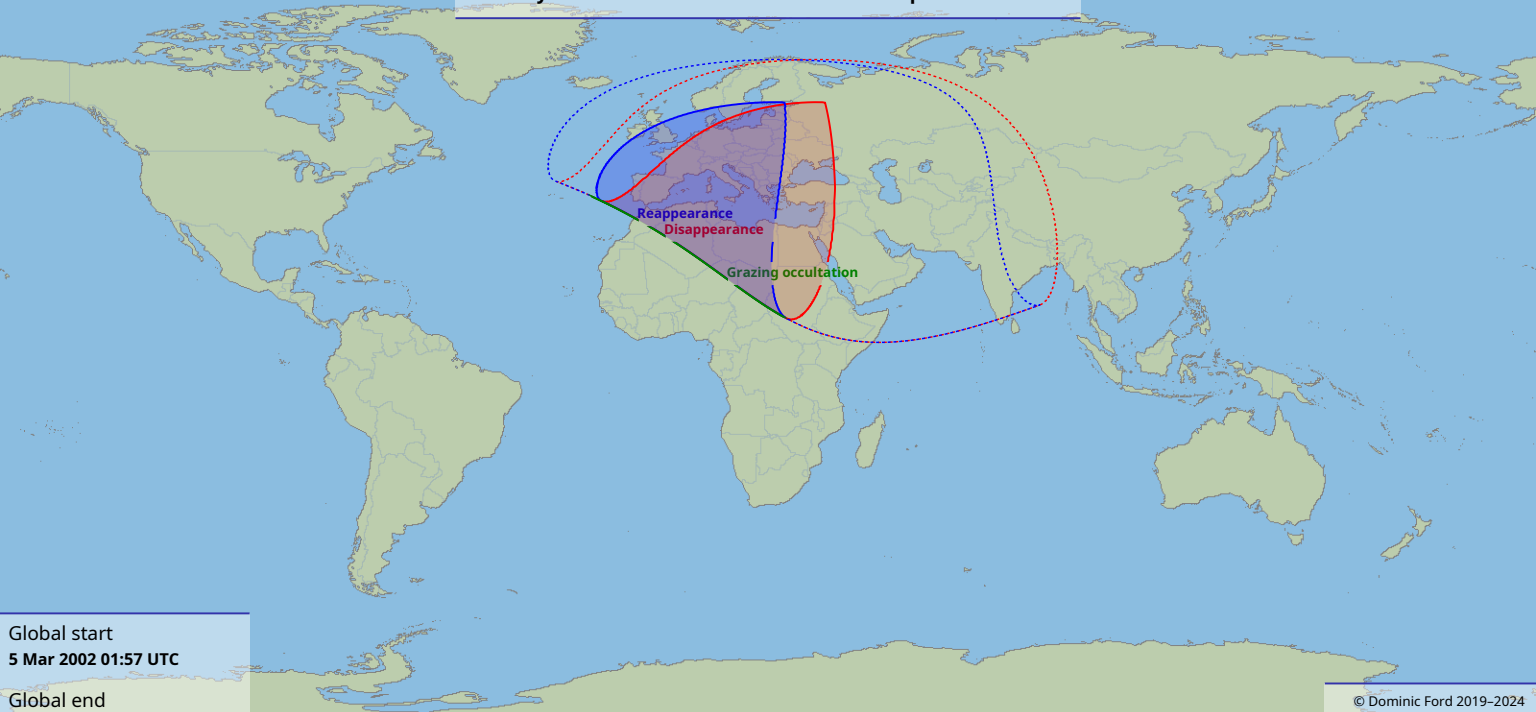 Reappearance
Disappearance
Grazing occultation
Global start
5 Mar 2002 01:57 UTC
Global end
© Dominic Ford 2019–2024